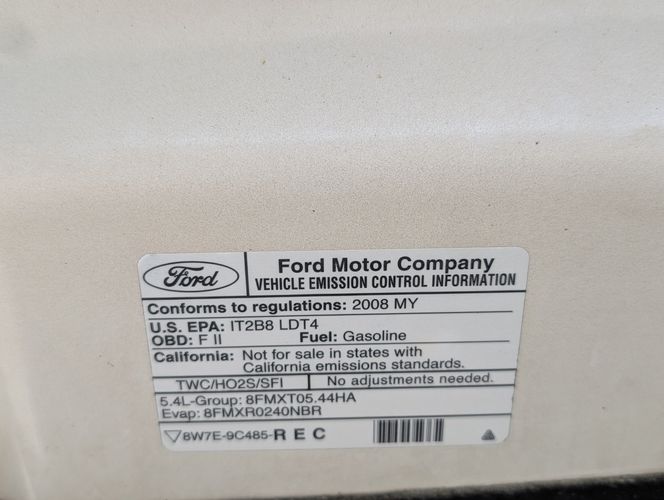 Ford
Ford Motor Company
VEHICLE EMISSION CONTROL INFORMATION
Conforms to regulations: 2008 MY
U.S. EPA: IT2B8 LDT4
OBD: F II Fuel: Gasoline
California: Not for sale in states with
California emissions standards.
TWC/HO2S/SFI No adjustments needed.
5.4L-Group: 8FMXT05.44HA
Evap: 8FMXR0240NBR
8W7E-9C485-R E C